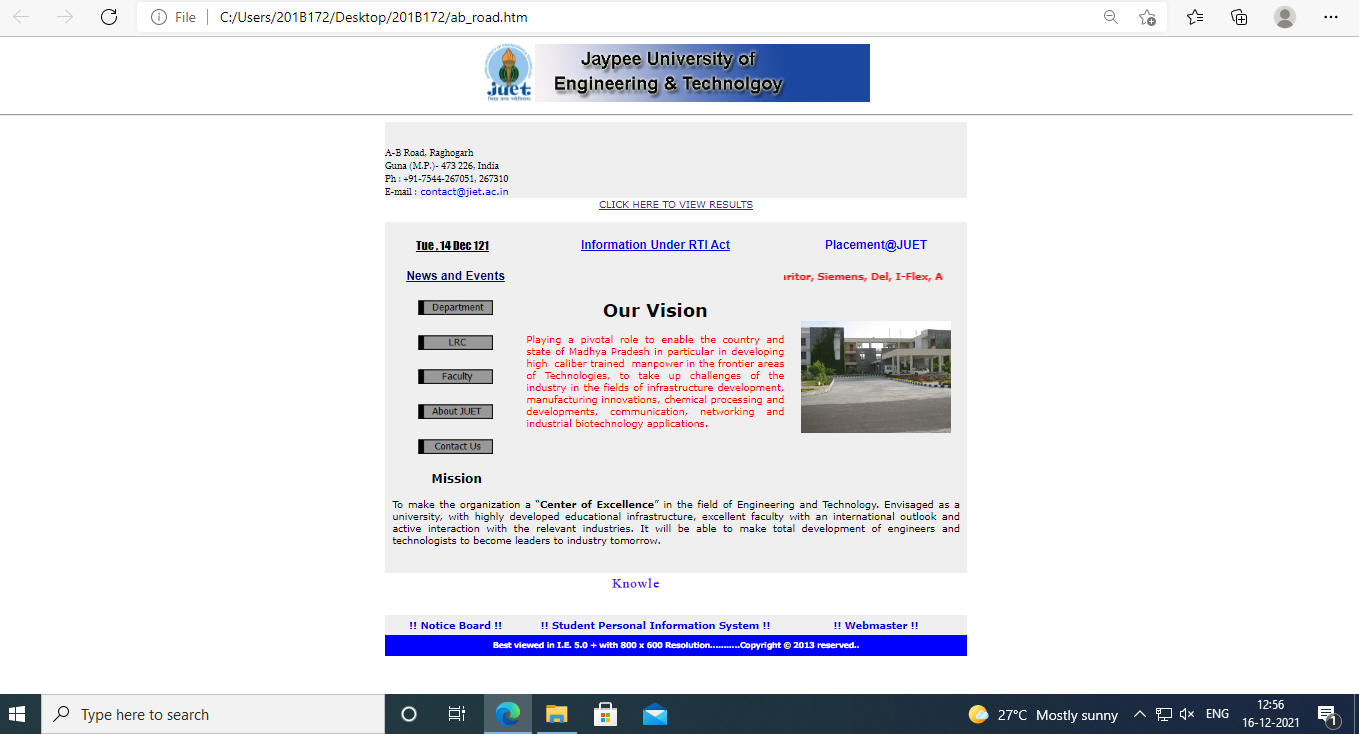 File
C:/Users/201B172/Desktop/201B172/ab_road.htm
juet
Jaypee University of
Engineering & Technolgoy
A-B Road, Raghogarh
Guna (M.P.)- 473 226, India
Ph : +91-7544-267051, 267310
E-mail : contact@jiet.ac.in
CLICK HERE TO VIEW RESULTS
Tue , 14 Dec 121
Information Under RTI Act
Placement@JUET
News and Events
ritor, Siemens, Del, I-Flex, A
Department
LRC
Faculty
About JUET
Contact Us
Our Vision
Playing a pivotal role to enable the country and
state of Madhya Pradesh in particular in developing
high caliber trained manpower in the frontier areas
of Technologies, to take up challenges of the
industry in the fields of infrastructure development,
manufacturing innovations, chemical processing and
developments, communication, networking and
industrial biotechnology applications.
Mission
To make the organization a “Center of Excellence” in the field of Engineering and Technology. Envisaged as a
university, with highly developed educational infrastructure, excellent faculty with an international outlook and
active interaction with the relevant industries. It will be able to make total development of engineers and
technologists to become leaders to industry tomorrow.
Knowle
!! Notice Board !!
!! Student Personal Information System !!
!! Webmaster !!
Best viewed in I.E. 5.0 + with 800 x 600 Resolution...........Copyright © 2013 reserved..
Type here to search
27°C Mostly sunny
ENG
12:56
16-12-2021
1